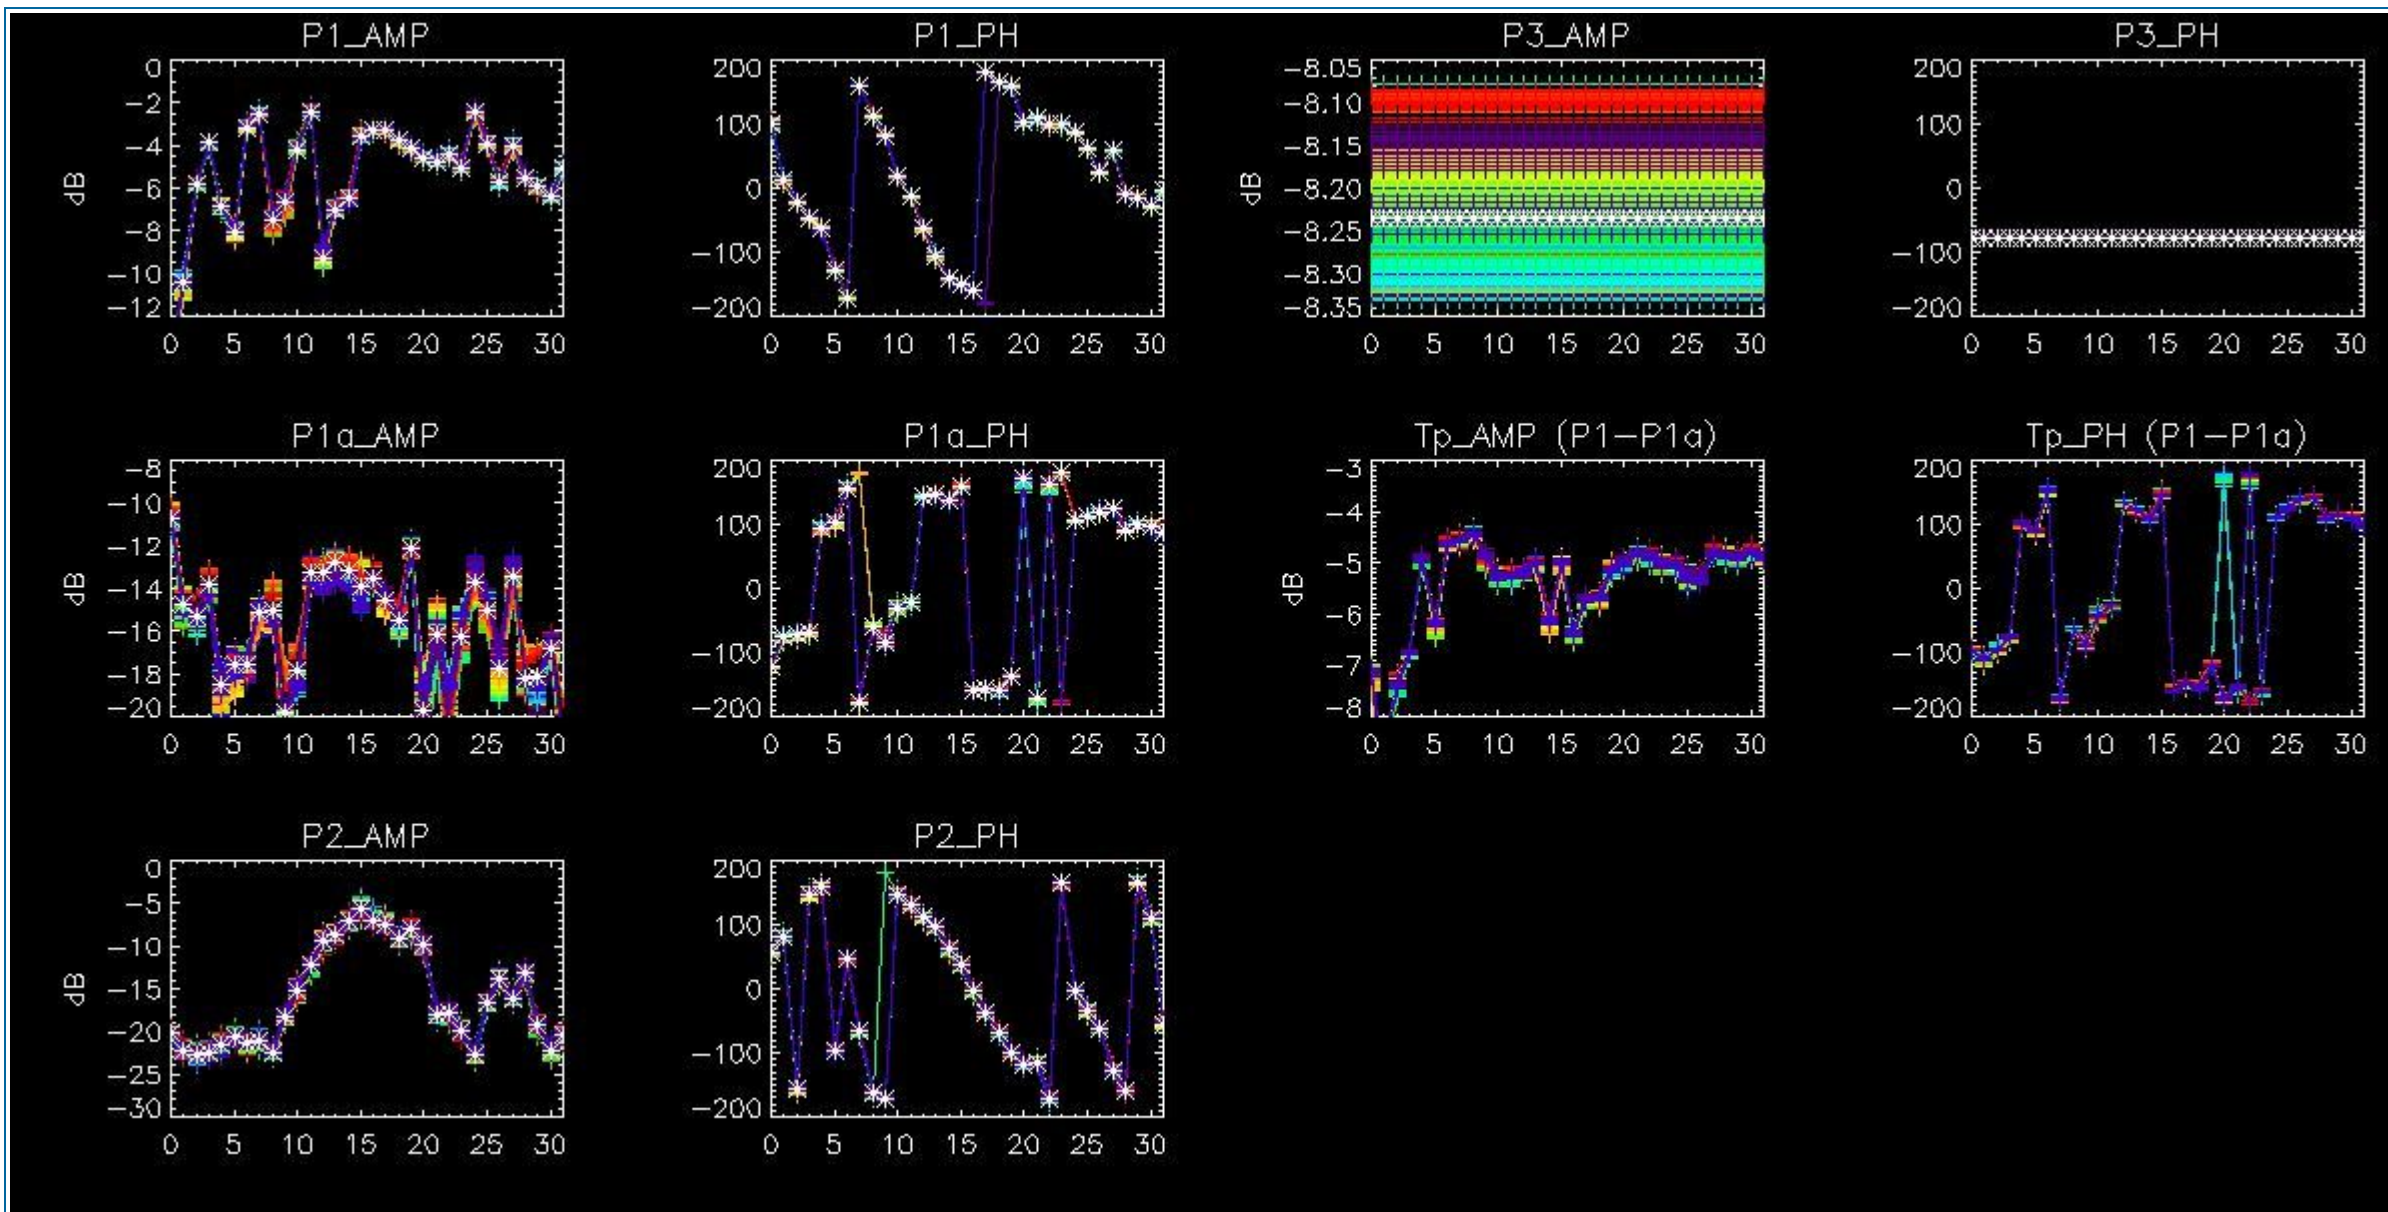 P1_AMP
0
−2
−4
−6
−8
−10
−12
dB
0 5 10 15 20 25 30
P1_PH
200
100
0
−100
−200
0 5 10 15 20 25 30
P3_AMP
−8.05
−8.10
−8.15
−8.20
−8.25
−8.30
−8.35
dB
0 5 10 15 20 25 30
P3_PH
200
100
0
−100
−200
0 5 10 15 20 25 30
P1a_AMP
−8
−10
−12
−14
−16
−18
−20
dB
0 5 10 15 20 25 30
P1a_PH
200
100
0
−100
−200
0 5 10 15 20 25 30
Tp_AMP (P1−P1a)
−3
−4
−5
−6
−7
−8
dB
0 5 10 15 20 25 30
Tp_PH (P1−P1a)
200
100
0
−100
−200
0 5 10 15 20 25 30
P2_AMP
0
−5
−10
−15
−20
−25
−30
dB
0 5 10 15 20 25 30
P2_PH
200
100
0
−100
−200
0 5 10 15 20 25 30